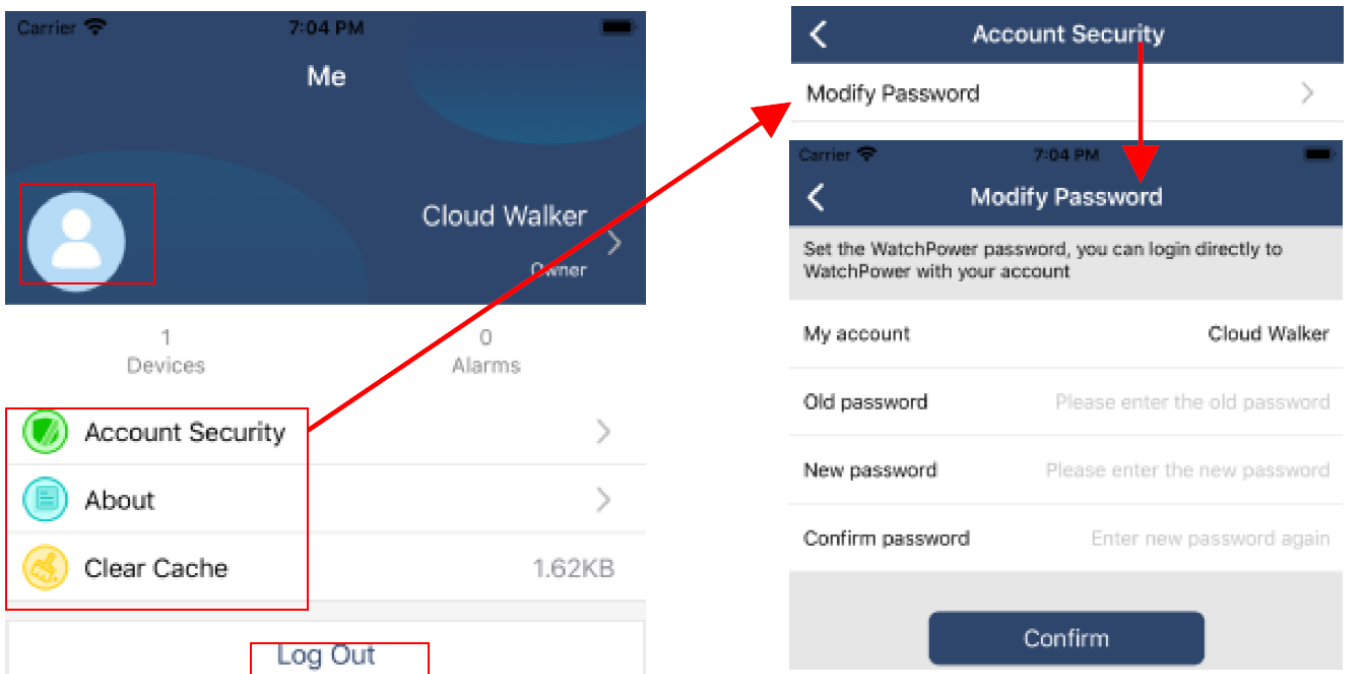 Carrier
7:04 PM
Me
Cloud Walker
Owner
1
Devices
0
Alarms
Account Security
About
Clear Cache
1.62KB
Log Out
Account Security
Modify Password
Carrier
7:04 PM
Modify Password
Set the WatchPower password, you can login directly to
WatchPower with your account
My account
Cloud Walker
Old password
Please enter the old password
New password
Please enter the new password
Confirm password
Enter new password again
Confirm